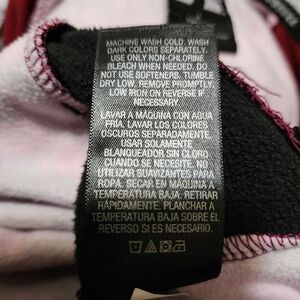 MACHINE WASH COLD. WASH
DARK COLORS SEPARATELY.
USE ONLY NON-CHLORINE
BLEACH WHEN NEEDED. DO
NOT USE SOFTENERS. TUMBLE
DRY LOW. REMOVE PROMPTLY.
LOW IRON ON REVERSE IF
NECESSARY.
LAVAR A MÁQUINA CON AGUA
FRIA. LAVAR LOS COLORES
OSCUROS SEPARADAMENTE
USAR SOLAMENTE
BLANQUEADOR SIN CLORO
CUANDO SE NECESITE. NO
UTILIZAR SUAVIZANTES PARA
ROPA. SECAR EN MÁQUINA A
TEMPERATURA BAJA. RETIRAR
RÁPIDAMENTE. PLANCHAR A
TEMPERATURA BAJA SOBRE EL
REVERSO SI ES NECESARIO.